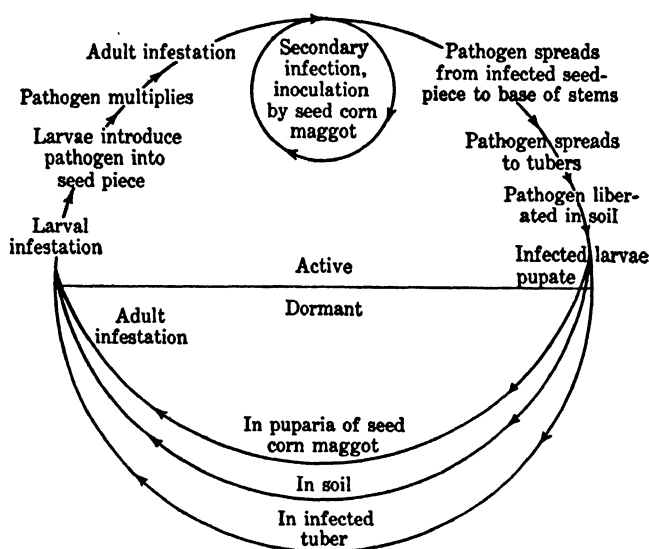 Adult infestation
Secondary
infection,
inoculation
by seed corn
maggot
Pathogen spreads
from infected seed-
piece to base of stems
Pathogen multiplies
Larvae introduce
pathogen into
seed piece
Pathogen spreads
to tubers
Pathogen liber-
ated in soil
Larval
infestation
Infected larvae
pupate
Active
Dormant
Adult
infestation
In puparia of seed
corn maggot
In soil
In infected
tuber